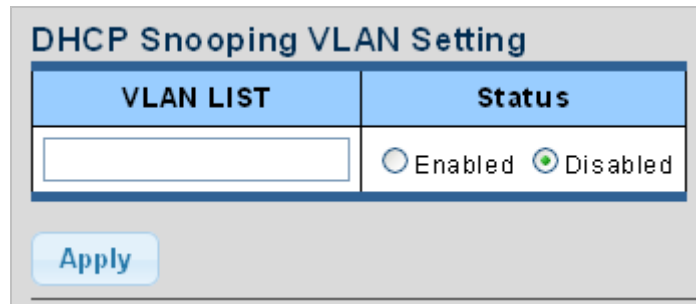 DHCP Snooping VLAN Setting
VLAN LIST Status
Enabled Disabled
Apply